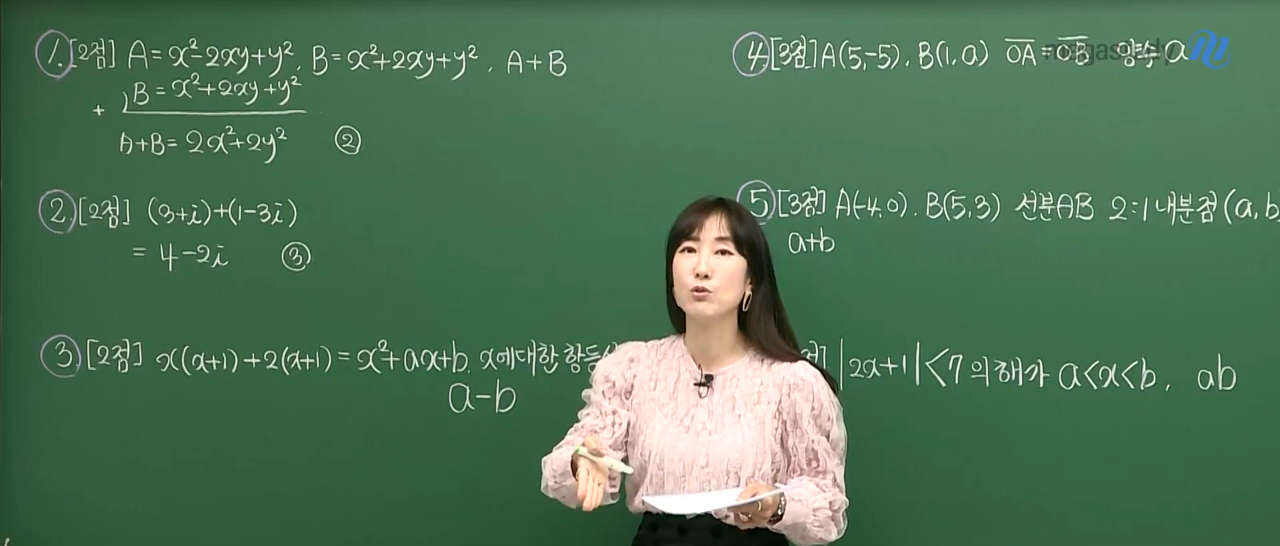 1. [2점] A = x²-2xy+y², B = x²+2xy+y², A+B
+ ) B = x²+2xy+y²
A+B = 2x²+2y² ②
2. [2점] (3+i)+(1-3i)
= 4-2i ③
3. [2점] x(x+1)+2(x+1) = x²+ax+b, x에 대한 항등
a-b
4. [3점] A(5,-5), B(1,a) OA = OB 양수 a
megastudy
5. [3점] A(-4,0), B(5,3) 선분AB 2:1 내분점 (a,b
a+b
점] |2x+1|<7의 해가 a<x<b, ab